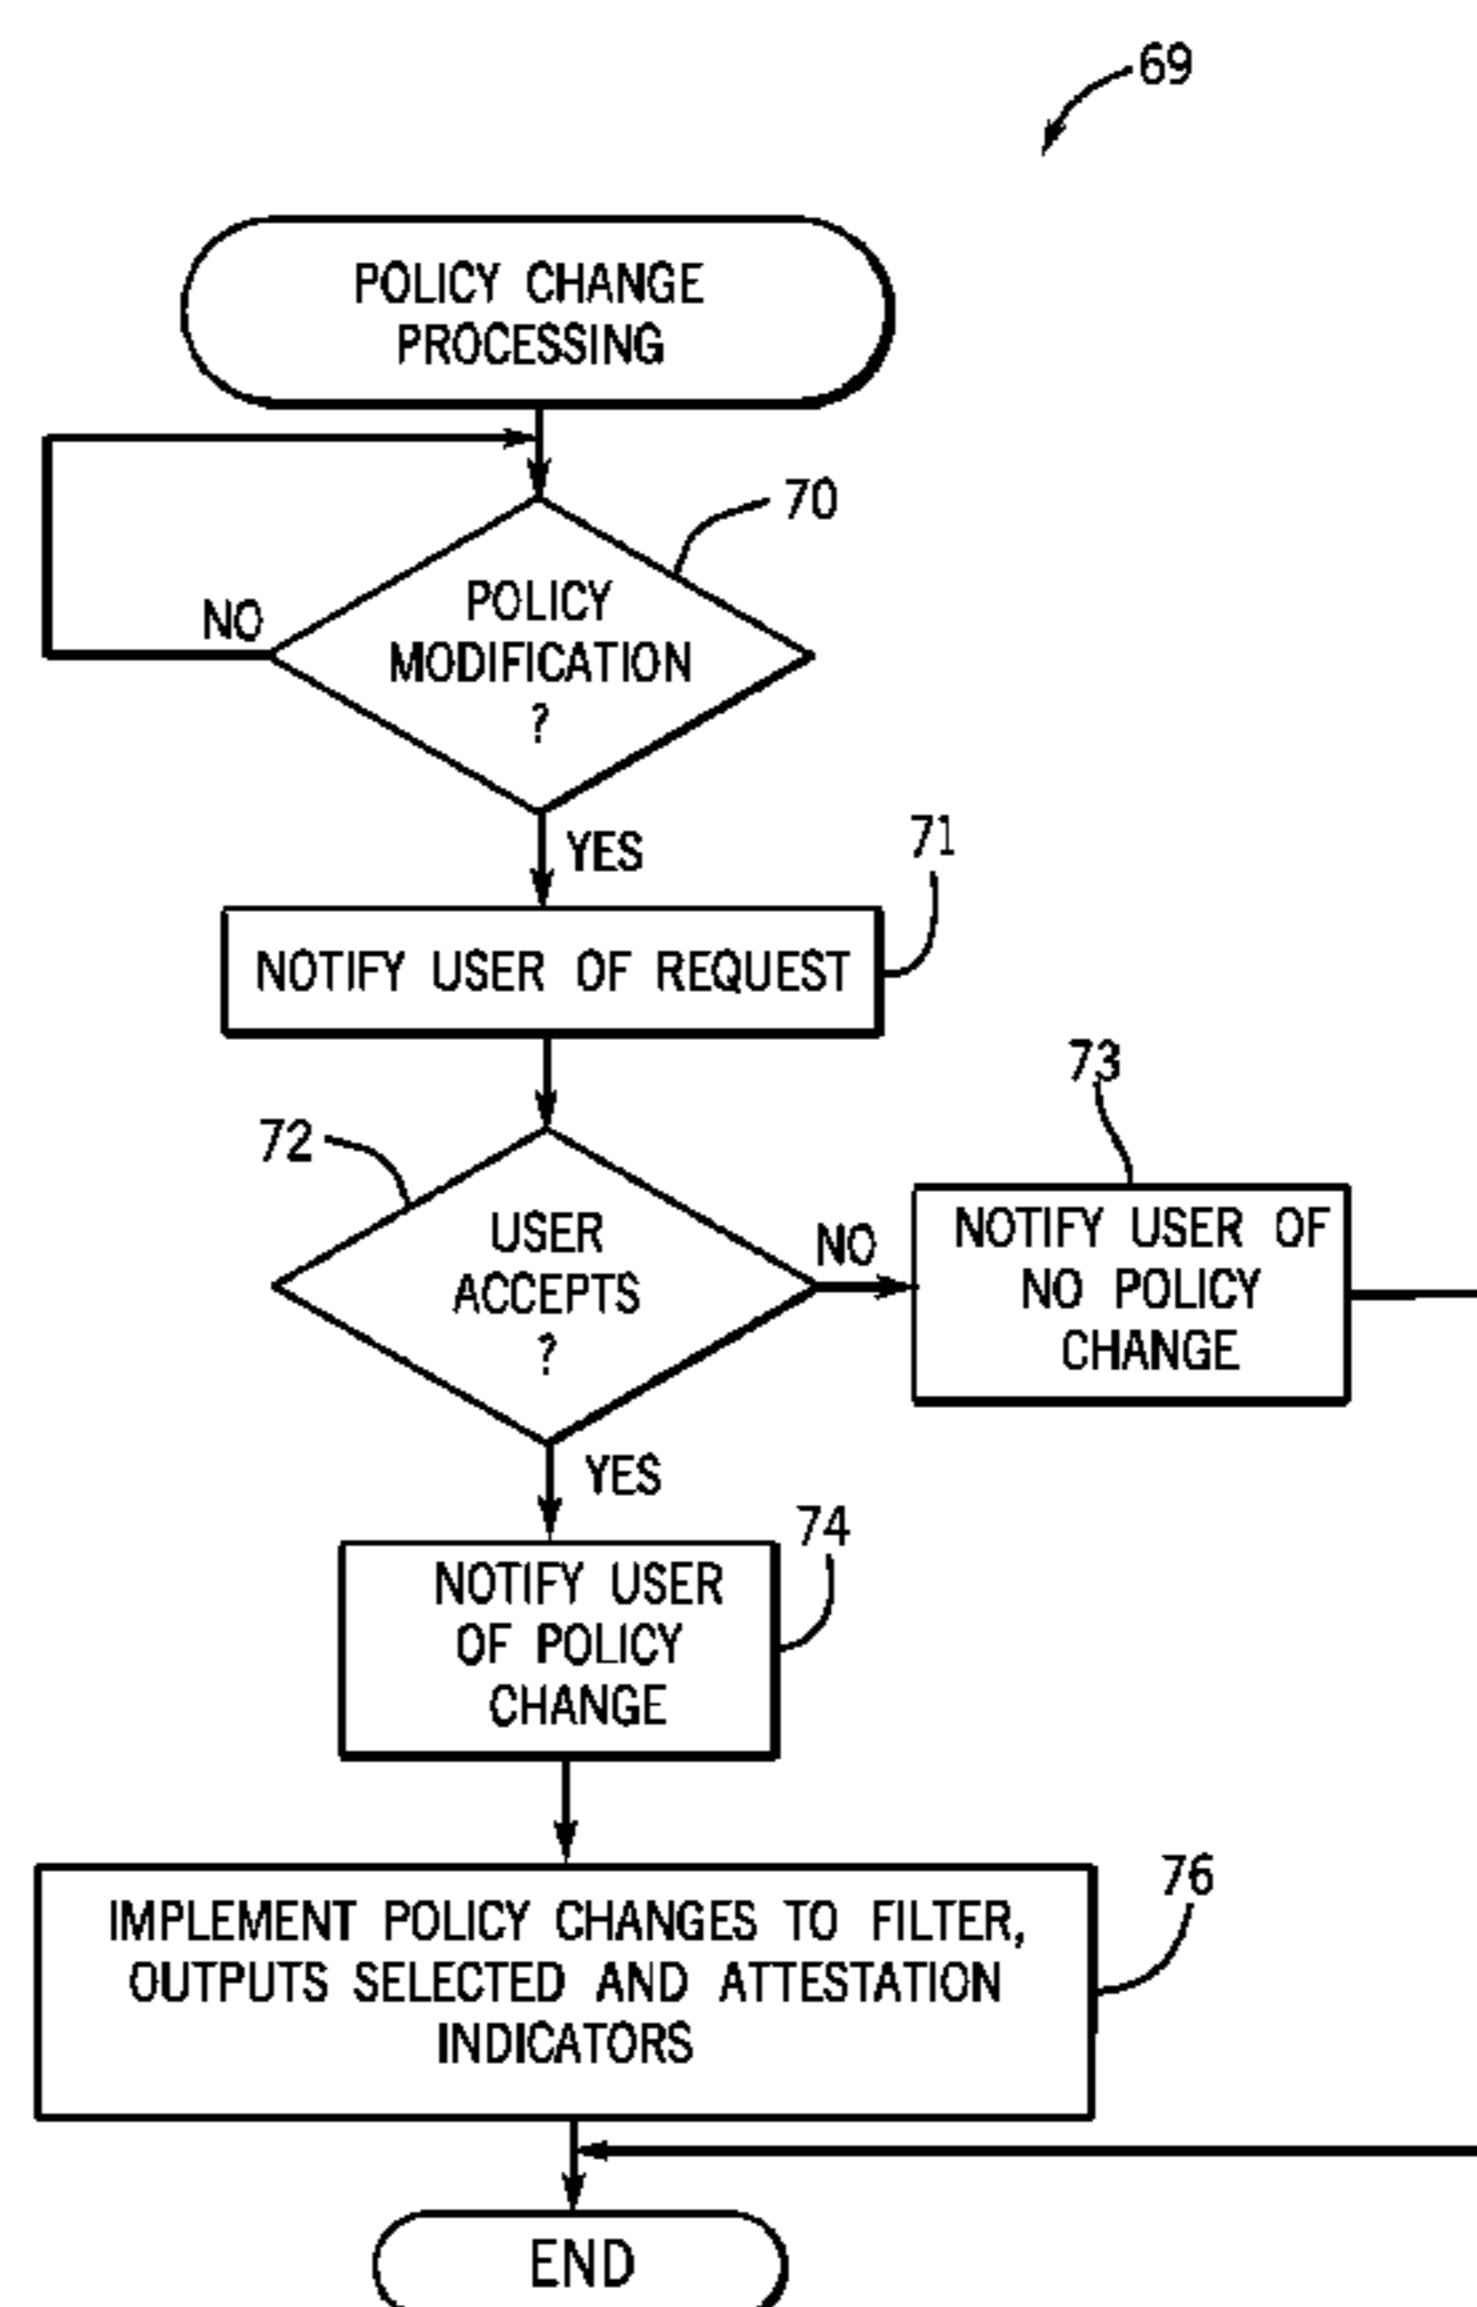 69
POLICY CHANGE
PROCESSING
70
NO
POLICY
MODIFICATION
?
YES
71
NOTIFY USER OF REQUEST
73
72
USER
ACCEPTS
?
NO
NOTIFY USER OF
NO POLICY
CHANGE
YES
74
NOTIFY USER
OF POLICY
CHANGE
76
IMPLEMENT POLICY CHANGES TO FILTER,
OUTPUTS SELECTED AND ATTESTATION
INDICATORS
END